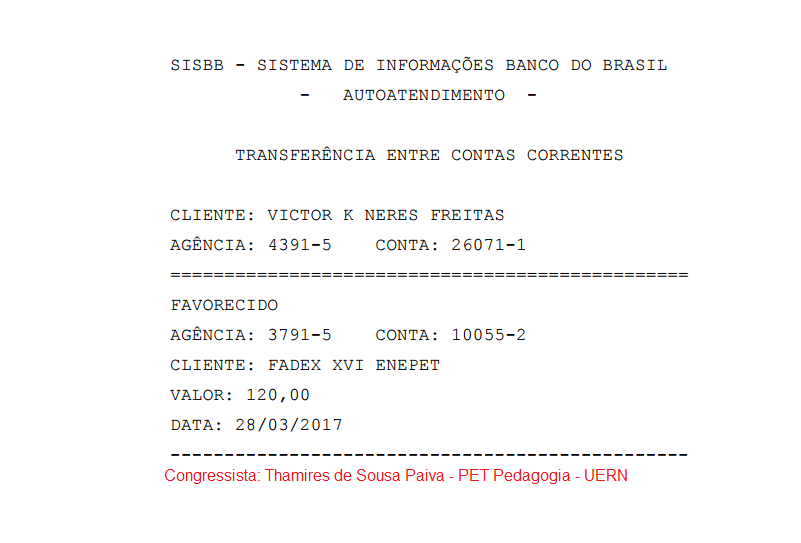 SISBB - SISTEMA DE INFORMAÇÕES BANCO DO BRASIL
- AUTOATENDIMENTO -
TRANSFERÊNCIA ENTRE CONTAS CORRENTES
CLIENTE: VICTOR K NERES FREITAS
AGÊNCIA: 4391-5 CONTA: 26071-1
================================================
FAVORECIDO
AGÊNCIA: 3791-5 CONTA: 10055-2
CLIENTE: FADEX XVI ENEPET
VALOR: 120,00
DATA: 28/03/2017
------------------------------------------------
Congressista: Thamires de Sousa Paiva - PET Pedagogia - UERN